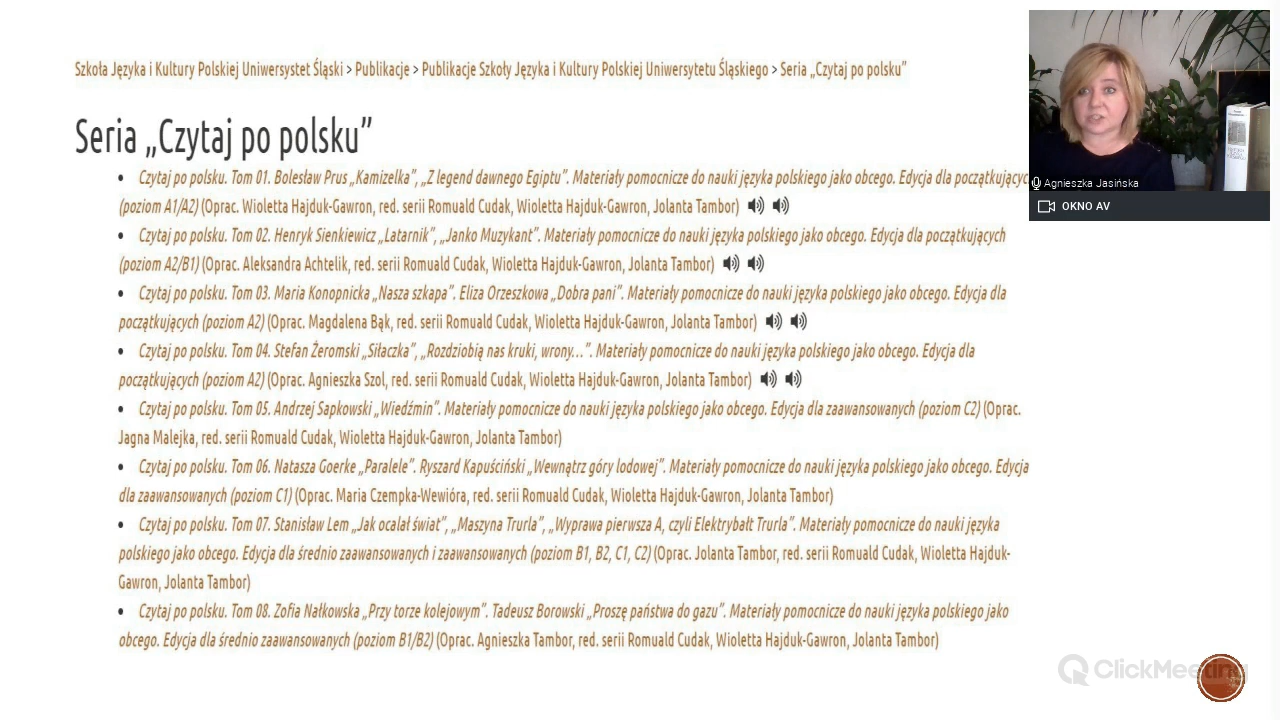 Szkoła Języka i Kultury Polskiej Uniwersystet Śląski > Publikacje > Publikacje Szkoły Języka i Kultury Polskiej Uniwersytetu Śląskiego > Seria „Czytaj po polsku”
Seria „Czytaj po polsku”
• Czytaj po polsku. Tom 01. Bolesław Prus „Kamizelka”, „Z legend dawnego Egiptu”. Materiały pomocnicze do nauki języka polskiego jako obcego. Edycja dla początkując
(poziom A1/A2) (Oprac. Wioletta Hajduk-Gawron, red. serii Romuald Cudak, Wioletta Hajduk-Gawron, Jolanta Tambor)
• Czytaj po polsku. Tom 02. Henryk Sienkiewicz „Latarnik”, „Janko Muzykant”. Materiały pomocnicze do nauki języka polskiego jako obcego. Edycja dla początkujących
(poziom A2/B1) (Oprac. Aleksandra Achtelik, red. serii Romuald Cudak, Wioletta Hajduk-Gawron, Jolanta Tambor)
• Czytaj po polsku. Tom 03. Maria Konopnicka „Nasza szkapa”. Eliza Orzeszkowa „Dobra pani”. Materiały pomocnicze do nauki języka polskiego jako obcego. Edycja dla
początkujących (poziom A2) (Oprac. Magdalena Bąk, red. serii Romuald Cudak, Wioletta Hajduk-Gawron, Jolanta Tambor)
• Czytaj po polsku. Tom 04. Stefan Żeromski „Siłaczka”, „Rozdziobią nas kruki, wrony...”. Materiały pomocnicze do nauki języka polskiego jako obcego. Edycja dla
początkujących (poziom A2) (Oprac. Agnieszka Szol, red. serii Romuald Cudak, Wioletta Hajduk-Gawron, Jolanta Tambor)
• Czytaj po polsku. Tom 05. Andrzej Sapkowski „Wiedźmin”. Materiały pomocnicze do nauki języka polskiego jako obcego. Edycja dla zaawansowanych (poziom C2) (Oprac.
Jagna Malejka, red. serii Romuald Cudak, Wioletta Hajduk-Gawron, Jolanta Tambor)
• Czytaj po polsku. Tom 06. Natasza Goerke „Paralele”. Ryszard Kapuściński „Wewnątrz góry lodowej”. Materiały pomocnicze do nauki języka polskiego jako obcego. Edycja
dla zaawansowanych (poziom C1) (Oprac. Maria Czempka-Wewióra, red. serii Romuald Cudak, Wioletta Hajduk-Gawron, Jolanta Tambor)
• Czytaj po polsku. Tom 07. Stanisław Lem „Jak ocalał świat”, „Maszyna Trurla”, „Wyprawa pierwsza A, czyli Elektrybałt Trurla”. Materiały pomocnicze do nauki języka
polskiego jako obcego. Edycja dla średnio zaawansowanych i zaawansowanych (poziom B1, B2, C1, C2) (Oprac. Jolanta Tambor, red. serii Romuald Cudak, Wioletta Hajduk-
Gawron, Jolanta Tambor)
• Czytaj po polsku. Tom 08. Zofia Nałkowska „Przy torze kolejowym”. Tadeusz Borowski „Proszę państwa do gazu”. Materiały pomocnicze do nauki języka polskiego jako
obcego. Edycja dla średnio zaawansowanych (poziom B1/B2) (Oprac. Agnieszka Tambor, red. serii Romuald Cudak, Wioletta Hajduk-Gawron, Jolanta Tambor)
Agnieszka Jasińska
OKNO AV
ClickMeeting